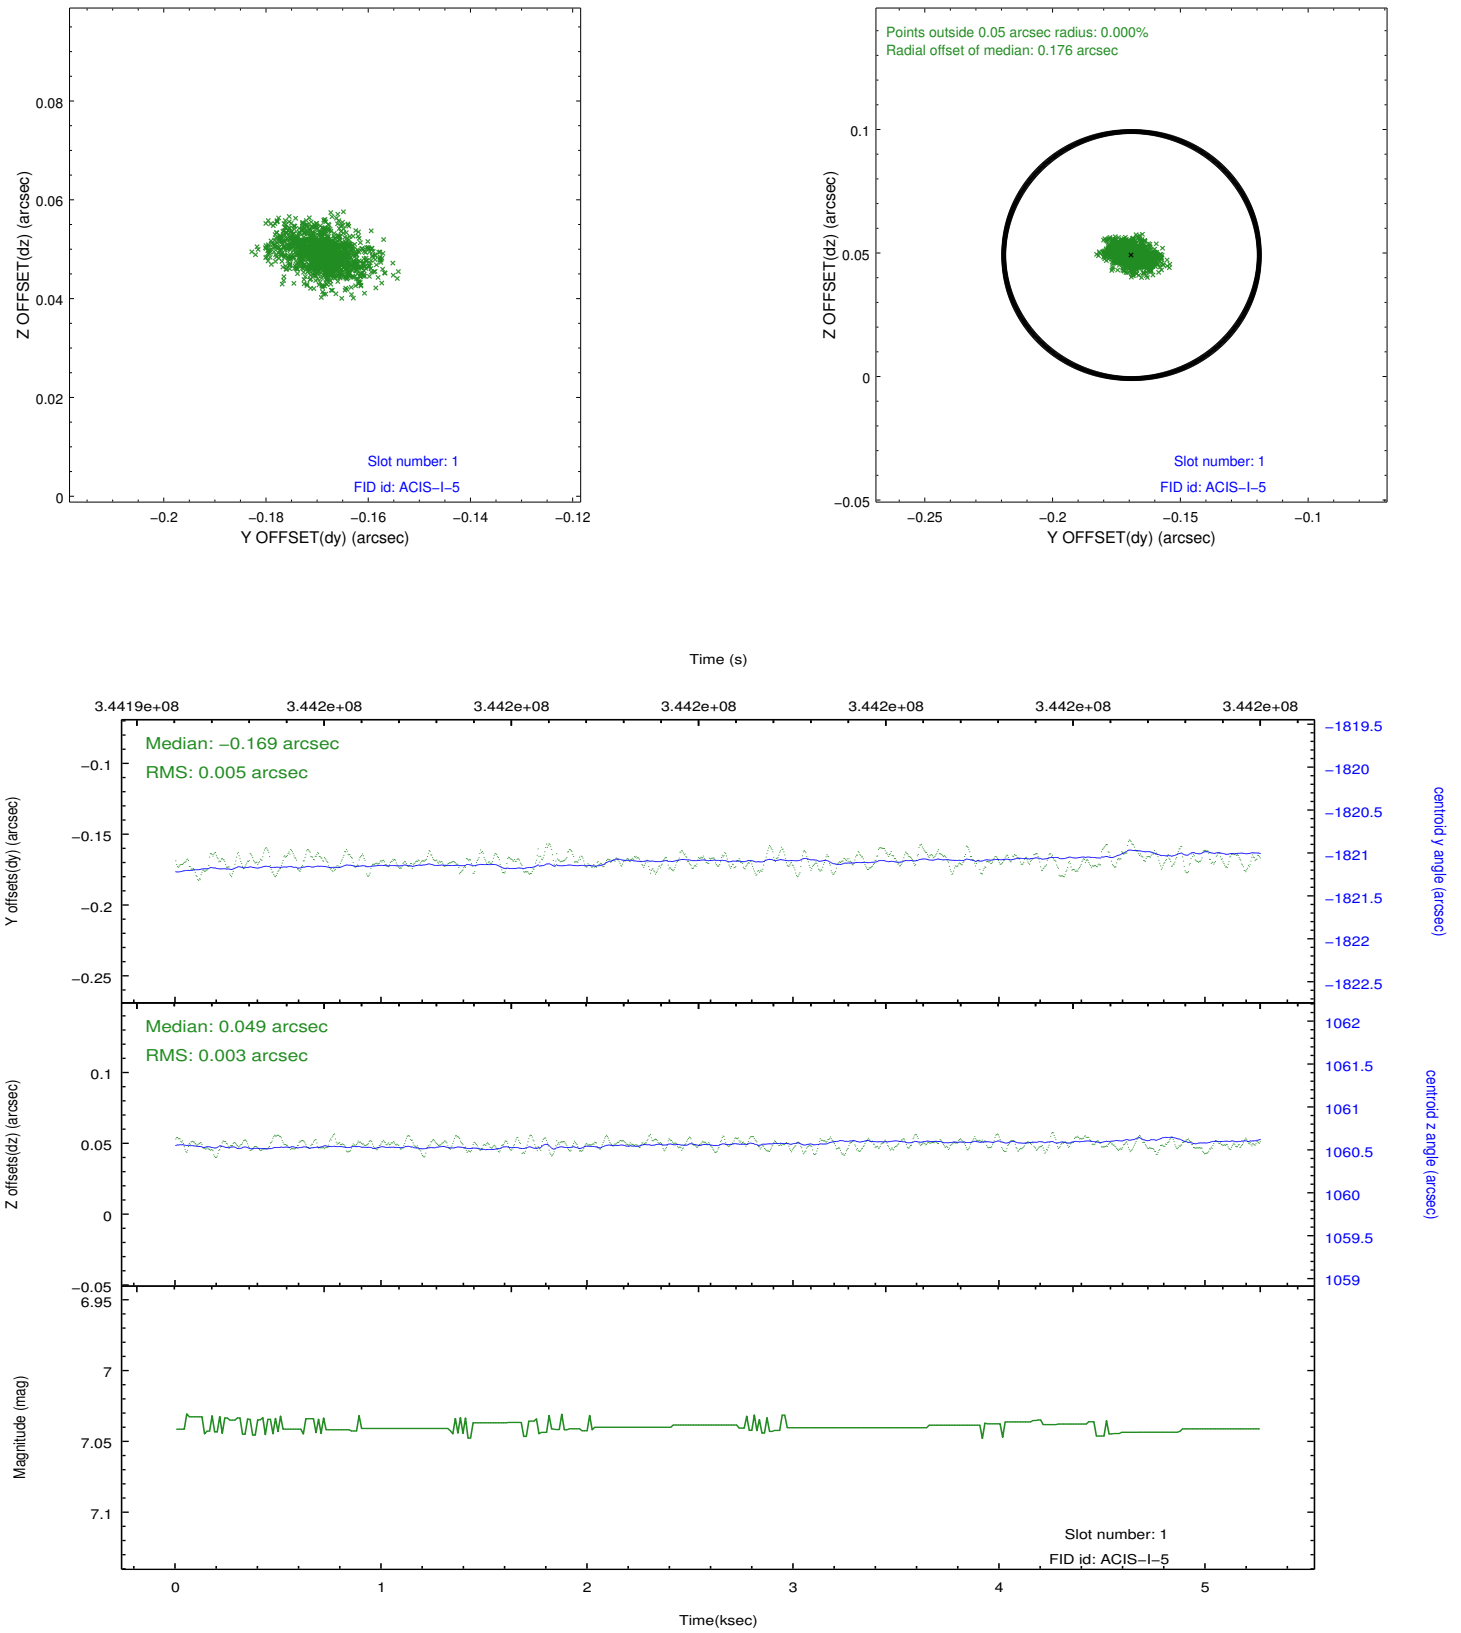 0.08
0.06
0.04
0.02
0
Z OFFSET(dz) (arcsec)
Slot number: 1
FID id: ACIS−I−5
−0.2
−0.18
−0.16
−0.14
−0.12
Y OFFSET(dy) (arcsec)
Points outside 0.05 arcsec radius: 0.000%
Radial offset of median: 0.176 arcsec
0.1
0.05
0
−0.05
Z OFFSET(dz) (arcsec)
Slot number: 1
FID id: ACIS−I−5
−0.25
−0.2
−0.15
−0.1
Y OFFSET(dy) (arcsec)
Time (s)
3.4419e+08
3.442e+08
3.442e+08
3.442e+08
3.442e+08
3.442e+08
3.442e+08
Median: −0.169 arcsec
RMS: 0.005 arcsec
−0.1
−0.15
−0.2
−0.25
Y offsets(dy) (arcsec)
−1819.5
−1820
−1820.5
−1821
−1821.5
−1822
−1822.5
centroid y angle (arcsec)
Median: 0.049 arcsec
RMS: 0.003 arcsec
0.1
0.05
0
−0.05
Z offsets(dz) (arcsec)
1062
1061.5
1061
1060.5
1060
1059.5
1059
centroid z angle (arcsec)
6.95
7
7.05
7.1
Magnitude (mag)
Slot number: 1
FID id: ACIS−I−5
0
1
2
3
4
5
Time(ksec)